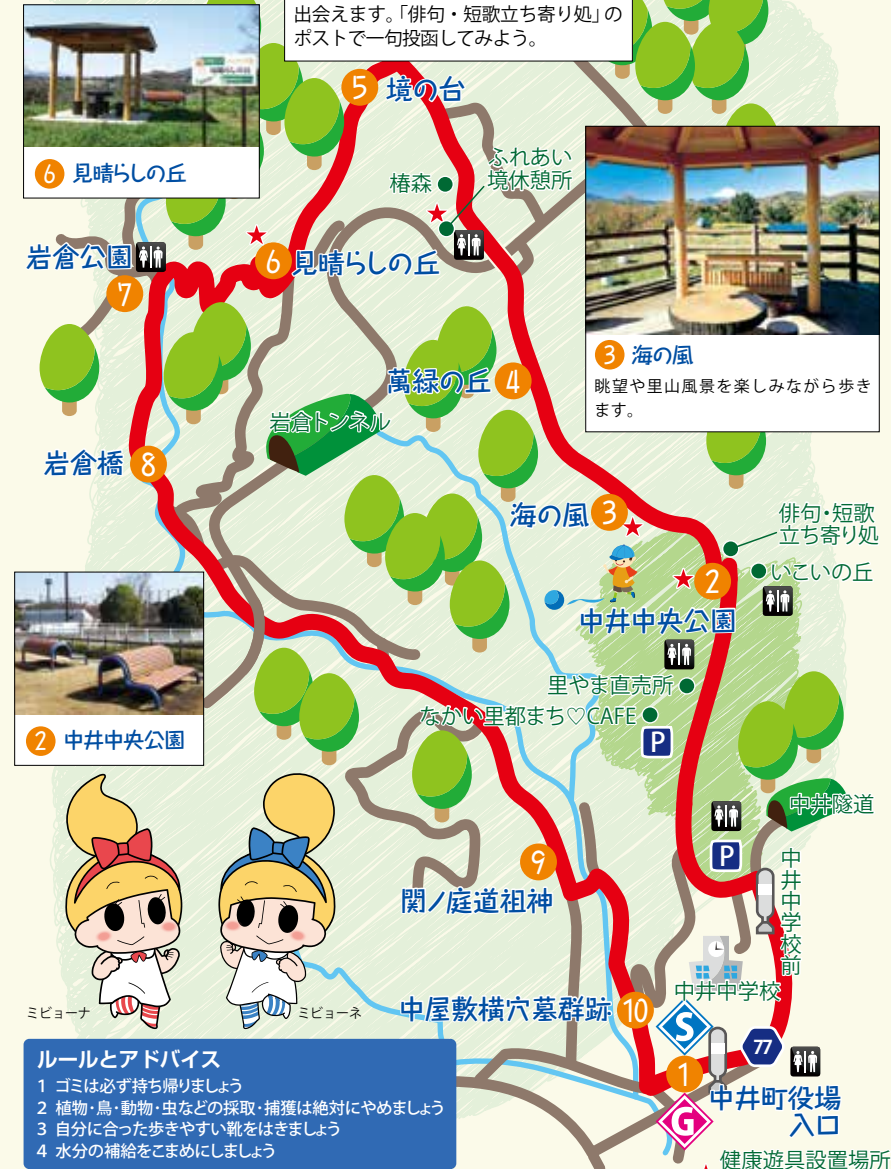 出会えます。「俳句・短歌立ち寄り処」の
ポストで一句投函してみよう。
6 見晴らしの丘
5 境の台
椿森
ふれあい
境休憩所
岩倉公園
7
6 見晴らしの丘
3 海の風
眺望や里山風景を楽しみながら歩き
ます。
萬緑の丘 4
岩倉トンネル
岩倉橋 8
海の風 3
俳句・短歌
立ち寄り処
2
いこいの丘
中井中央公園
2 中井中央公園
里やま直売所
なかい里都まち♡CAFE
P
中井隧道
P
9
関ノ庭道祖神
中井中学校前
中井中学校
中屋敷横穴墓群跡 10
S
77
1
中井町役場
入口
G
ミビョーナ
ミビョーネ
ルールとアドバイス
1 ゴミは必ず持ち帰りましょう
2 植物・鳥・動物・虫などの採取・捕獲は絶対にやめましょう
3 自分に合った歩きやすい靴をはきましょう
4 水分の補給をこまめにしましょう
★ 健康遊具設置場所